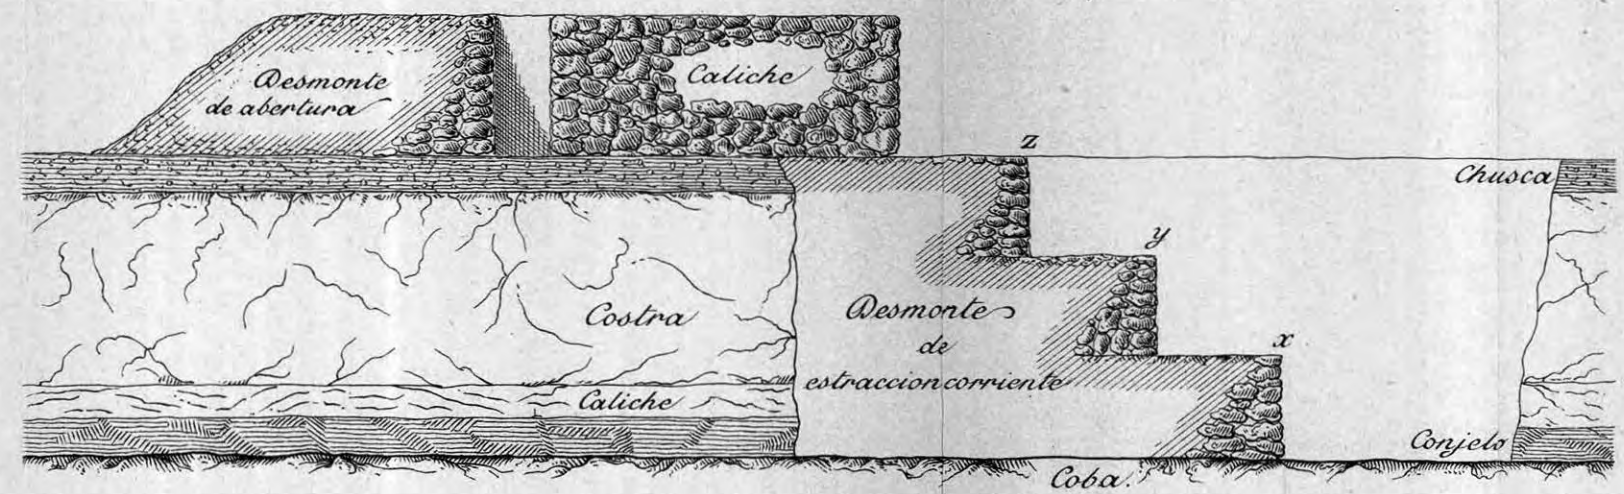 Desmonte
de abertura
Caliche
z
Chusca
y
Costra
Desmonte
de
estraccion corriente
x
Caliche
Conjelo
Coba.